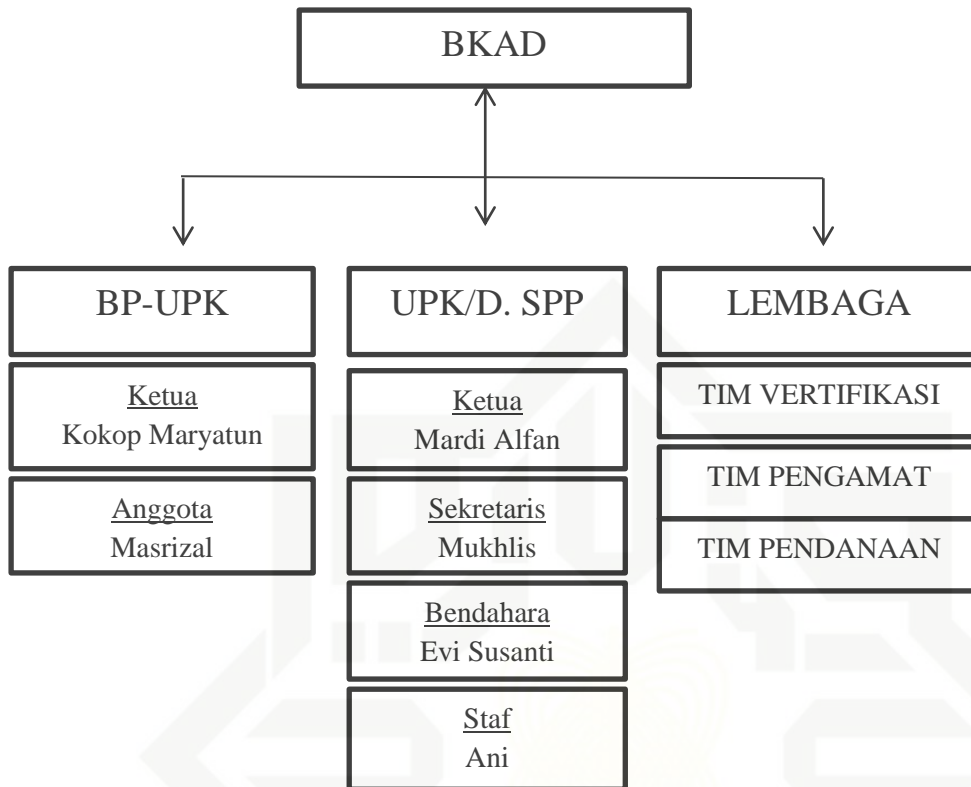 BKAD
BP-UPK
Ketua
Kokop Maryatun
Anggota
Masrizal
UPK/D. SPP
Ketua
Mardi Alfan
Sekretaris
Mukhlis
Bendahara
Evi Susanti
Staf
Ani
LEMBAGA
TIM VERTIFIKASI
TIM PENGAMAT
TIM PENDANAAN